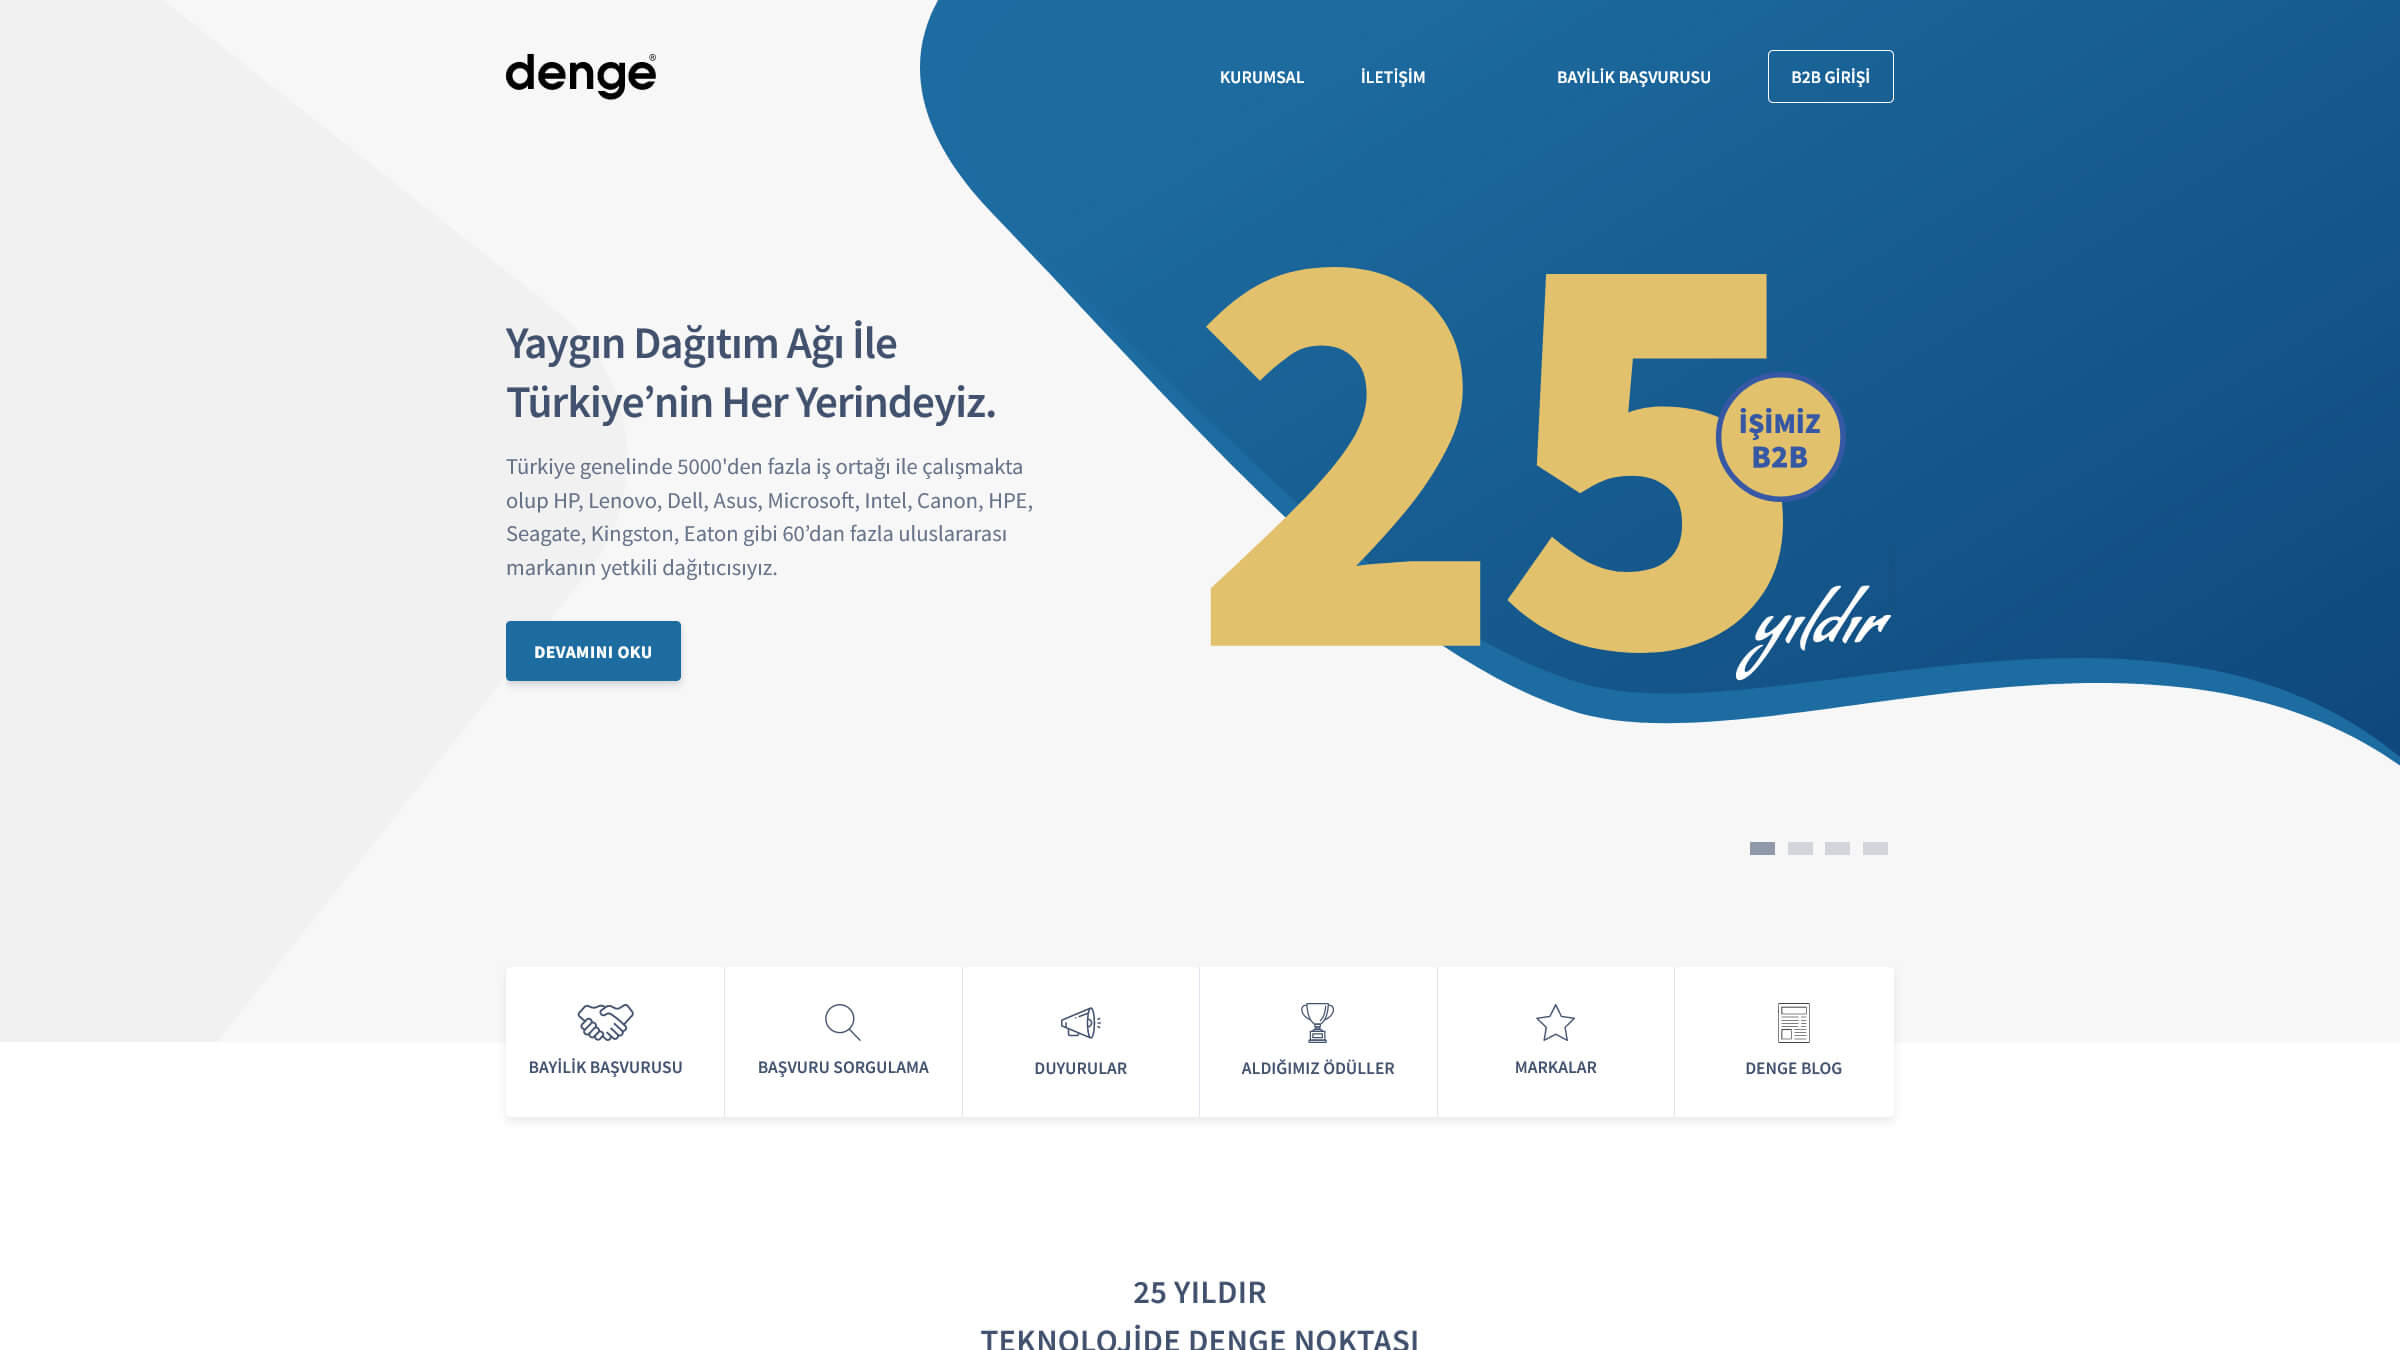 denge®
KURUMSAL
İLETİŞİM
BAYİLİK BAŞVURUSU
B2B GİRİŞİ
Yaygın Dağıtım Ağı İle
Türkiye’nin Her Yerindeyiz.
Türkiye genelinde 5000'den fazla iş ortağı ile çalışmakta
olup HP, Lenovo, Dell, Asus, Microsoft, Intel, Canon, HPE,
Seagate, Kingston, Eaton gibi 60’dan fazla uluslararası
markanın yetkili dağıtıcısıyız.
DEVAMINI OKU
25
İŞİMİZ
B2B
yıldır
BAYİLİK BAŞVURUSU
BAŞVURU SORGULAMA
DUYURULAR
ALDIĞIMIZ ÖDÜLLER
MARKALAR
DENGE BLOG
25 YILDIR
TEKNOLOJİDE DENGE NOKTASI